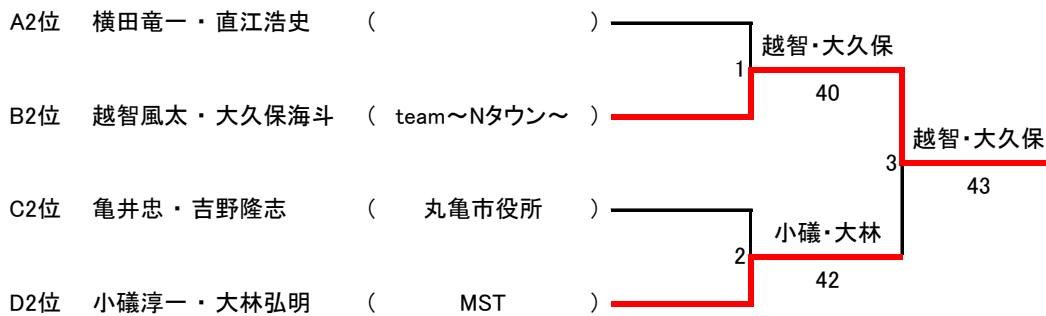 A2位 横田竜一・直江浩史 ( )
越智・大久保
1
40
B2位 越智風太・大久保海斗 ( team～Nタウン～ )
越智・大久保
3
43
C2位 亀井忠・吉野隆志 ( 丸亀市役所 )
小礒・大林
2
42
D2位 小礒淳一・大林弘明 ( MST )